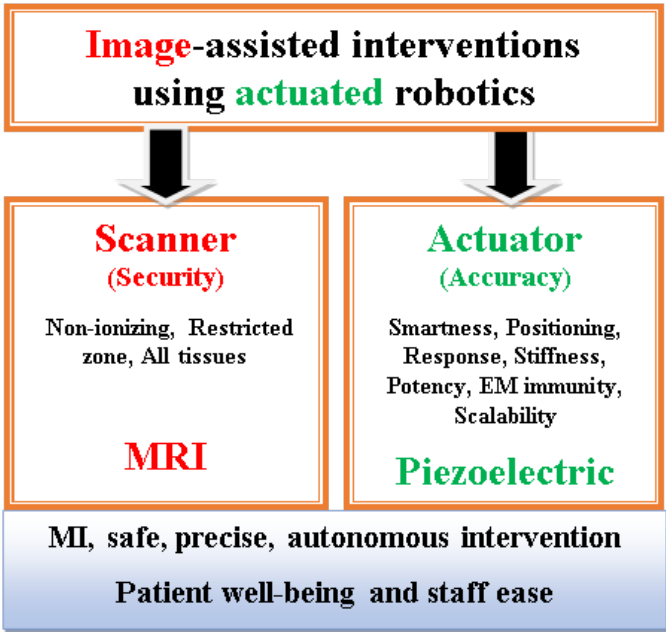 Image-assisted interventions
using actuated robotics
Scanner
(Security)
Non-ionizing, Restricted
zone, All tissues
MRI
Actuator
(Accuracy)
Smartness, Positioning,
Response, Stiffness,
Potency, EM immunity,
Scalability
Piezoelectric
MI, safe, precise, autonomous intervention
Patient well-being and staff ease